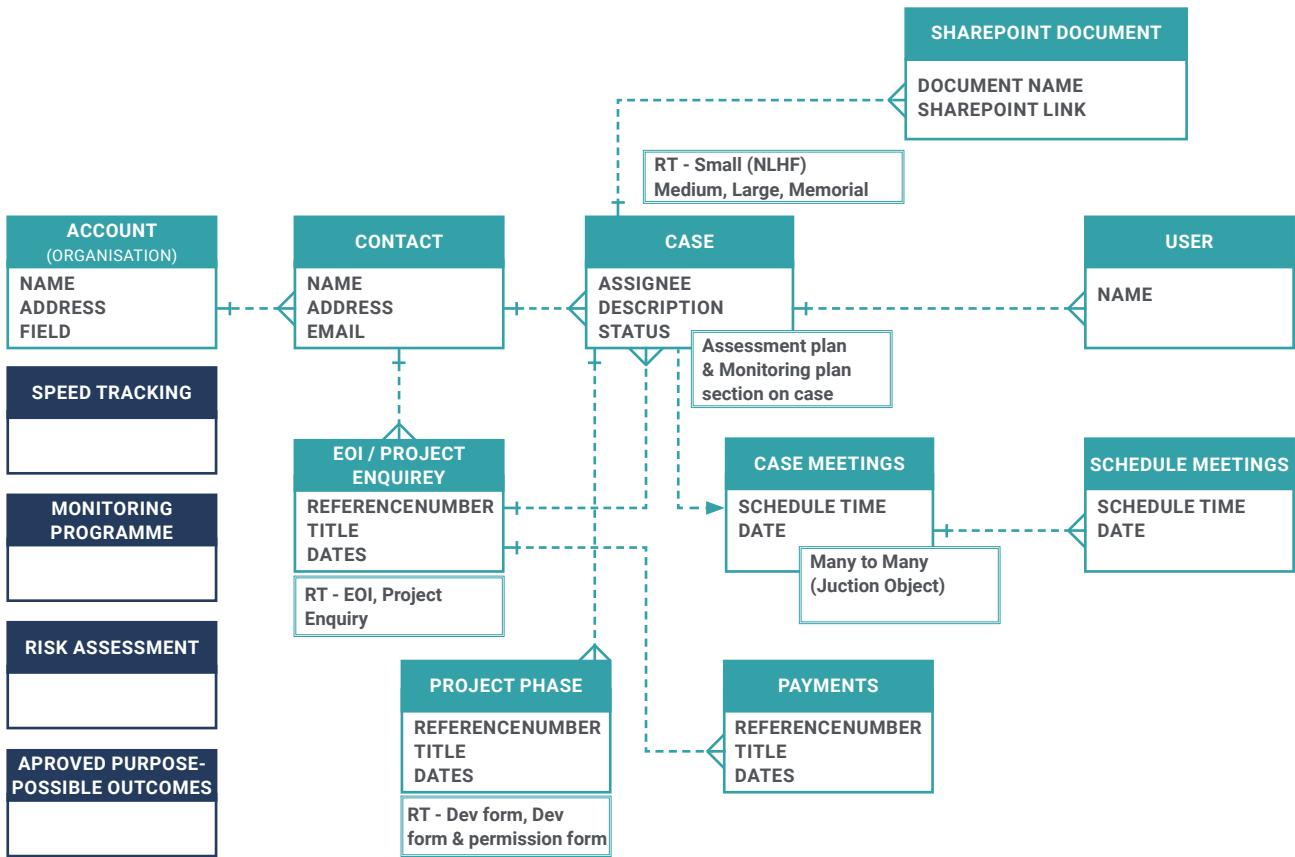 SHAREPOINT DOCUMENT
DOCUMENT NAME
SHAREPOINT LINK
RT - Small (NLHF)
Medium, Large, Memorial
ACCOUNT
(ORGANISATION)
NAME
ADDRESS
FIELD
CONTACT
NAME
ADDRESS
EMAIL
CASE
ASSIGNEE
DESCRIPTION
STATUS
Assessment plan
& Monitoring plan
section on case
USER
NAME
SPEED TRACKING
MONITORING
PROGRAMME
RISK ASSESSMENT
APROVED PURPOSE-
POSSIBLE OUTCOMES
EOI / PROJECT
ENQUIREY
REFERENCENUMBER
TITLE
DATES
RT - EOI, Project
Enquiry
CASE MEETINGS
SCHEDULE TIME
DATE
Many to Many
(Juction Object)
SCHEDULE MEETINGS
SCHEDULE TIME
DATE
PROJECT PHASE
REFERENCENUMBER
TITLE
DATES
RT - Dev form, Dev
form & permission form
PAYMENTS
REFERENCENUMBER
TITLE
DATES